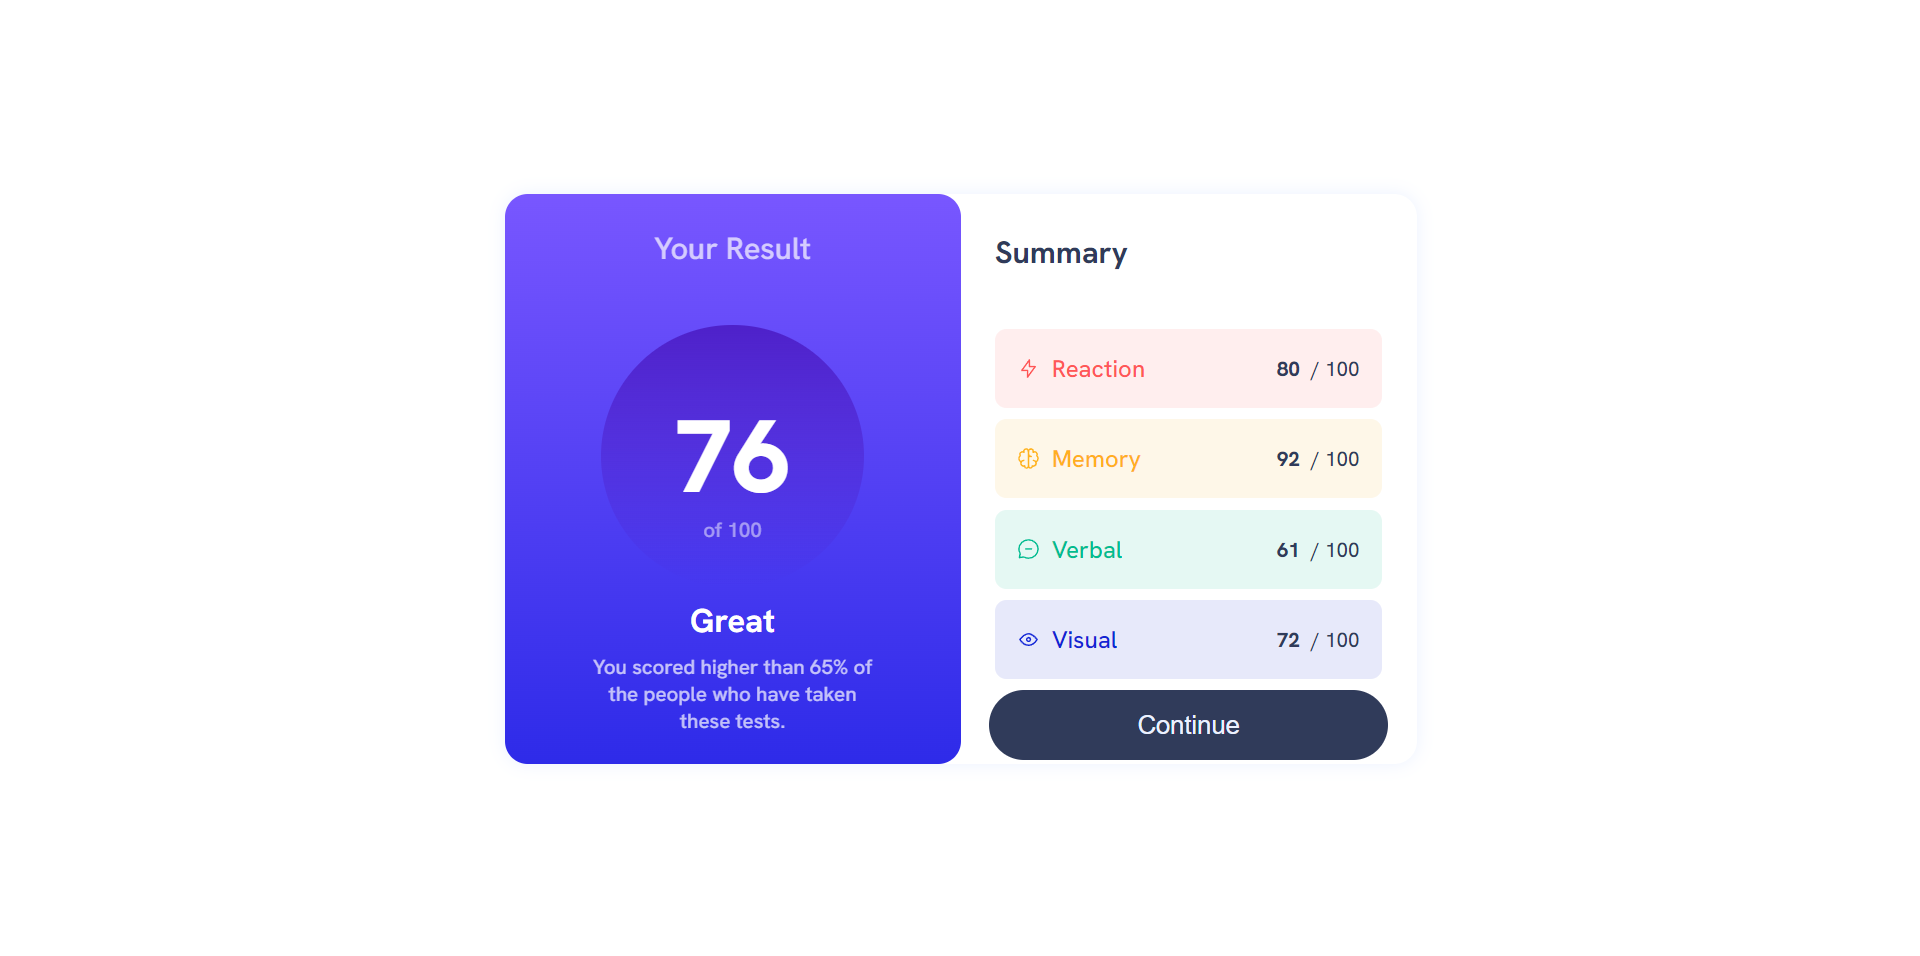 Your Result
76
of 100
Great
You scored higher than 65% of
the people who have taken
these tests.
Summary
Reaction 80 / 100
Memory 92 / 100
Verbal 61 / 100
Visual 72 / 100
Continue